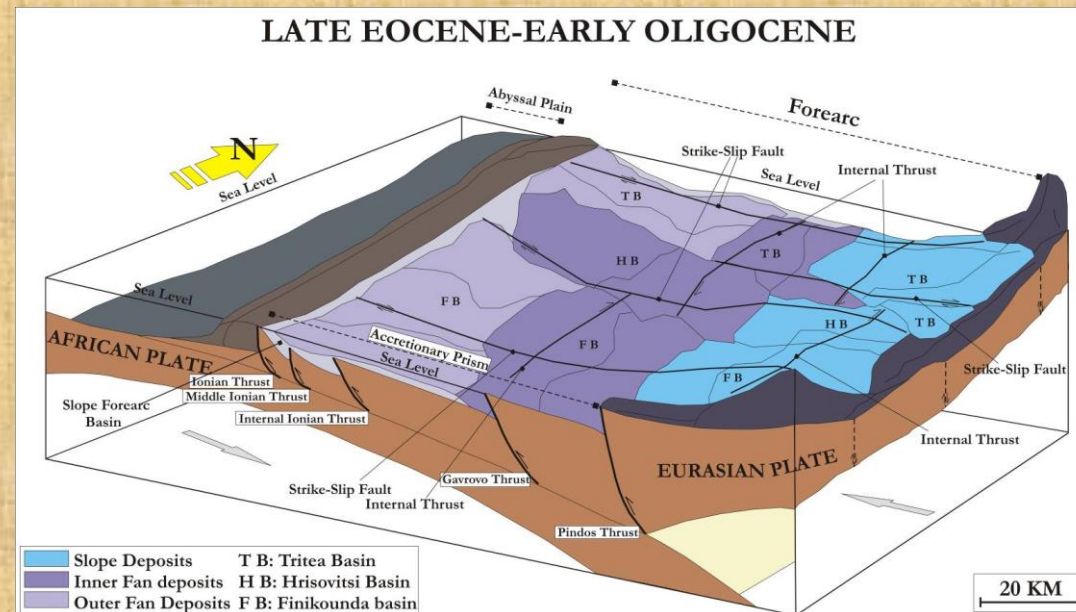 LATE EOCENE-EARLY OLIGOCENE
Abyssal Plain
Forearc
N
Sea Level
Strike-Slip Fault
Sea Level
Internal Thrust
T B
T B
H B
T B
Sea Level
F B
H B
T B
F B
Accretionary Prism
Sea Level
AFRICAN PLATE
F B
Strike-Slip Fault
Ionian Thrust
Middle Ionian Thrust
Internal Ionian Thrust
Slope Forearc
Basin
Internal Thrust
EURASIAN PLATE
Gavrovo Thrust
Strike-Slip Fault
Internal Thrust
Pindos Thrust
Slope Deposits T B: Tritea Basin
Inner Fan deposits H B: Hrisovitsi Basin
Outer Fan Deposits F B: Finikounda basin
20 KM